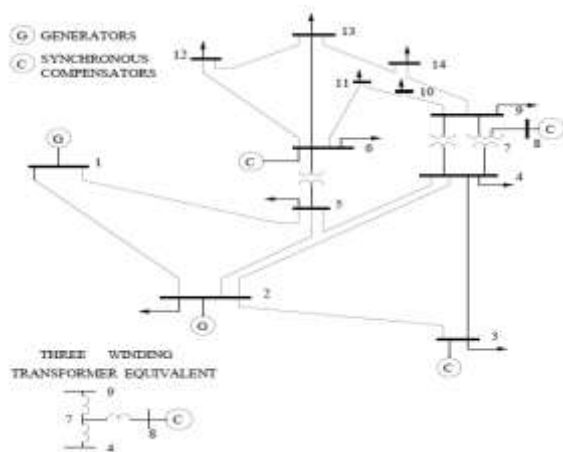 G GENERATORS
C SYNCHRONOUS
COMPENSATORS
13
12
14
11
10
9
G
C
6
7
8
C
1
5
4
2
G
3
C
THREE WINDING
TRANSFORMER EQUIVALENT
9
7
C
8
4